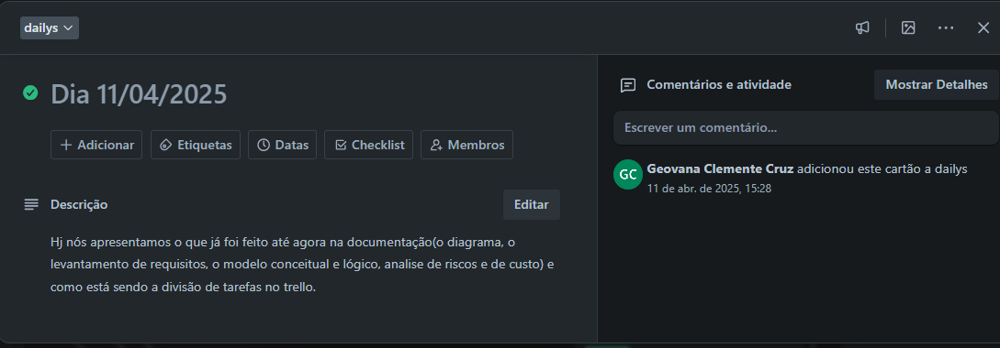 dailys
Dia 11/04/2025
Adicionar
Etiquetas
Datas
Checklist
Membros
Descrição
Editar
Hj nós apresentamos o que já foi feito até agora na documentação(o diagrama, o
levantamento de requisitos, o modelo conceitual e lógico, analise de riscos e de custo) e
como está sendo a divisão de tarefas no trello.
Comentários e atividade
Mostrar Detalhes
Escrever um comentário...
GC
Geovana Clemente Cruz adicionou este cartão a dailys
11 de abr. de 2025, 15:28